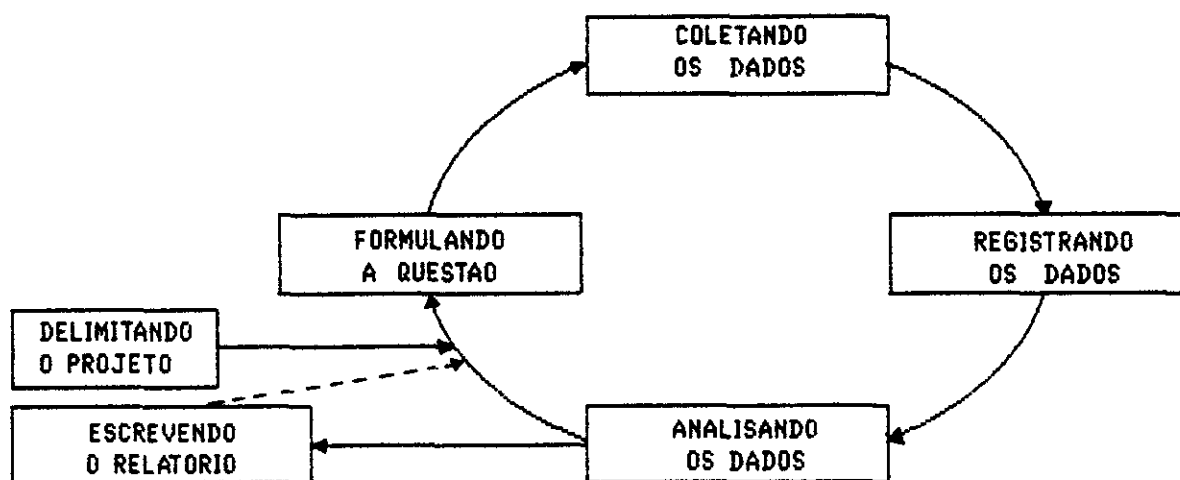 COLETANDO
OS DADOS
FORMULANDO
A QUESTAO
REGISTRANDO
OS DADOS
DELIMITANDO
O PROJETO
ESCREVENDO
O RELATORIO
ANALISANDO
OS DADOS